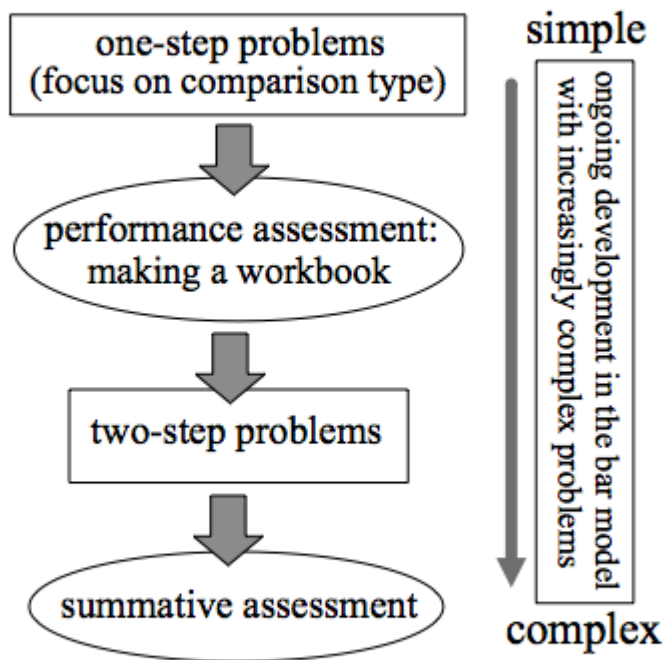 one-step problems
(focus on comparison type)
performance assessment:
making a workbook
two-step problems
summative assessment
simple
ongoing development in the bar model
with increasingly complex problems
complex